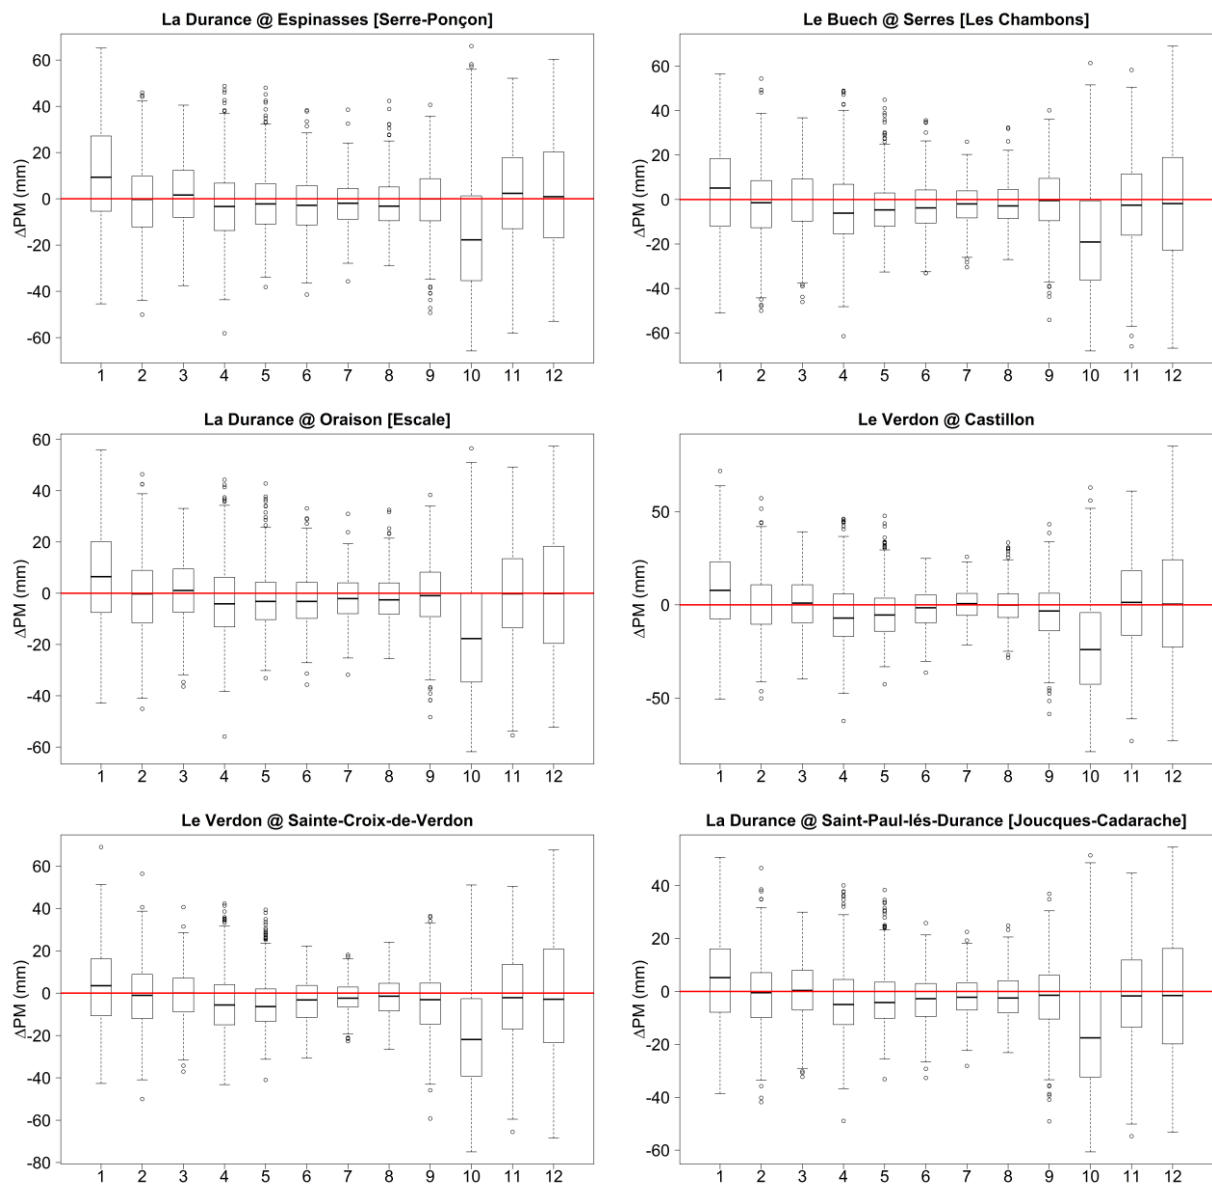 La Durance @ Espinasses [Serre-Ponçon]
ΔPM (mm)
60
40
20
0
-20
-40
-60
1 2 3 4 5 6 7 8 9 10 11 12
Le Buech @ Serres [Les Chambons]
ΔPM (mm)
60
40
20
0
-20
-40
-60
1 2 3 4 5 6 7 8 9 10 11 12
La Durance @ Oraison [Escale]
ΔPM (mm)
60
40
20
0
-20
-40
-60
1 2 3 4 5 6 7 8 9 10 11 12
Le Verdon @ Castillon
ΔPM (mm)
50
0
-50
1 2 3 4 5 6 7 8 9 10 11 12
Le Verdon @ Sainte-Croix-de-Verdon
ΔPM (mm)
60
40
20
0
-20
-40
-60
-80
1 2 3 4 5 6 7 8 9 10 11 12
La Durance @ Saint-Paul-lés-Durance [Joucques-Cadarache]
ΔPM (mm)
40
20
0
-20
-40
-60
1 2 3 4 5 6 7 8 9 10 11 12